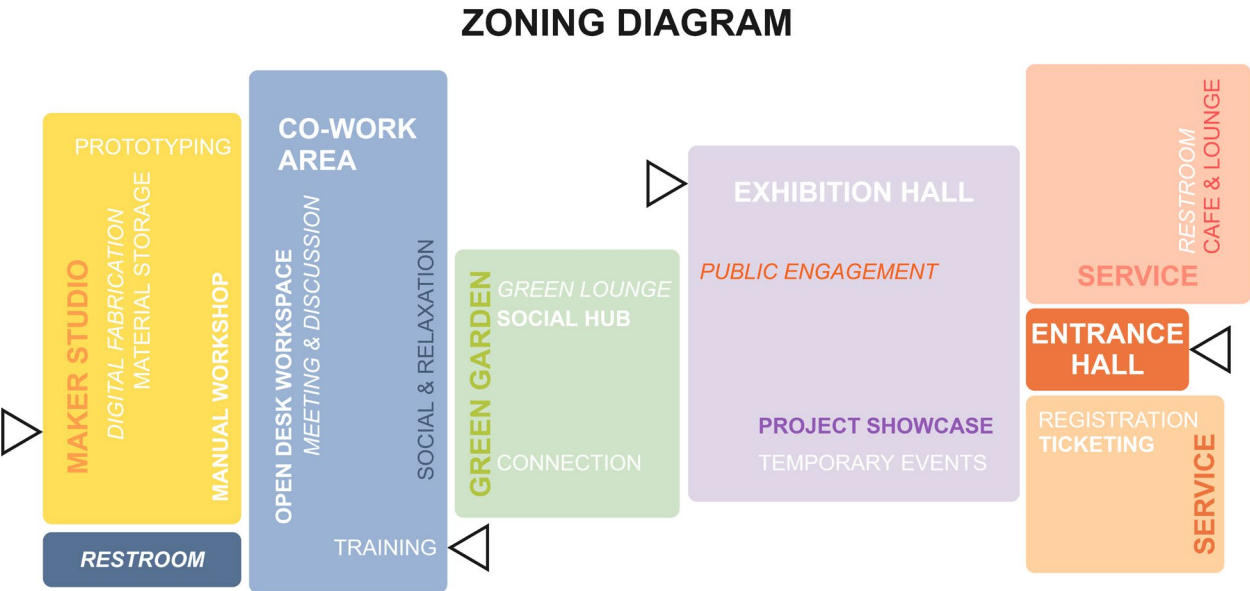 ZONING DIAGRAM
PROTOTYPING
MAKER STUDIO
DIGITAL FABRICATION
MATERIAL STORAGE
MANUAL WORKSHOP
RESTROOM
CO-WORK
AREA
OPEN DESK WORKSPACE
MEETING & DISCUSSION
SOCIAL & RELAXATION
TRAINING
GREEN GARDEN
GREEN LOUNGE
SOCIAL HUB
CONNECTION
EXHIBITION HALL
PUBLIC ENGAGEMENT
PROJECT SHOWCASE
TEMPORARY EVENTS
RESTROOM
CAFE & LOUNGE
SERVICE
ENTRANCE
HALL
REGISTRATION
TICKETING
SERVICE